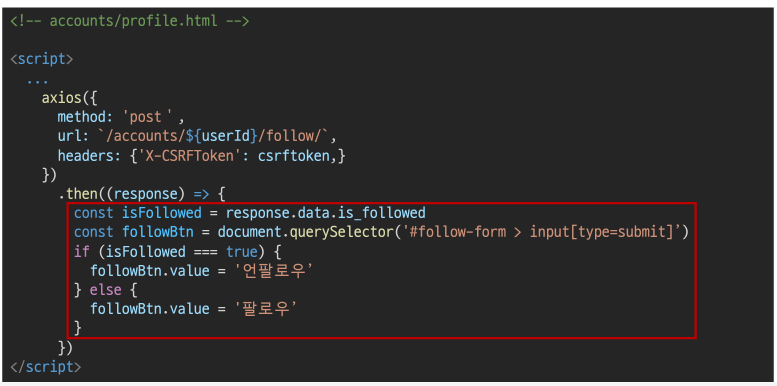 <!-- accounts/profile.html -->
<script>
...
axios({
method: 'post＇,
url: `/accounts/${userId}/follow/`,
headers: {'X-CSRFToken': csrftoken,}
})
.then((response) => {
const isFollowed = response.data.is_followed
const followBtn = document.querySelector('#follow-form > input[type=submit]’)
if (isFollowed === true) {
followBtn.value = '언팔로우’
} else {
followBtn.value = '팔로우’
}
})
</script>